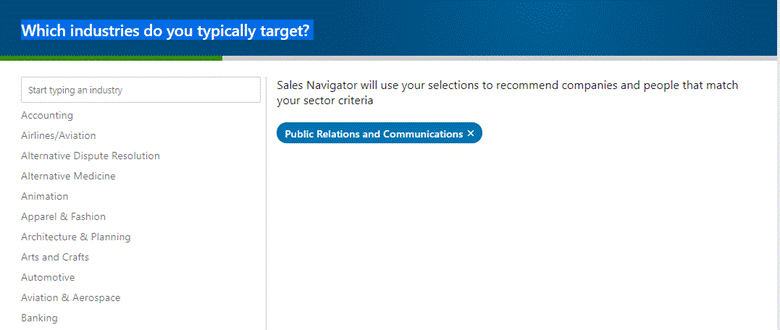 Which industries do you typically target?
Start typing an industry
Accounting
Airlines/Aviation
Alternative Dispute Resolution
Alternative Medicine
Animation
Apparel & Fashion
Architecture & Planning
Arts and Crafts
Automotive
Aviation & Aerospace
Banking
Sales Navigator will use your selections to recommend companies and people that match
your sector criteria
Public Relations and Communications ×